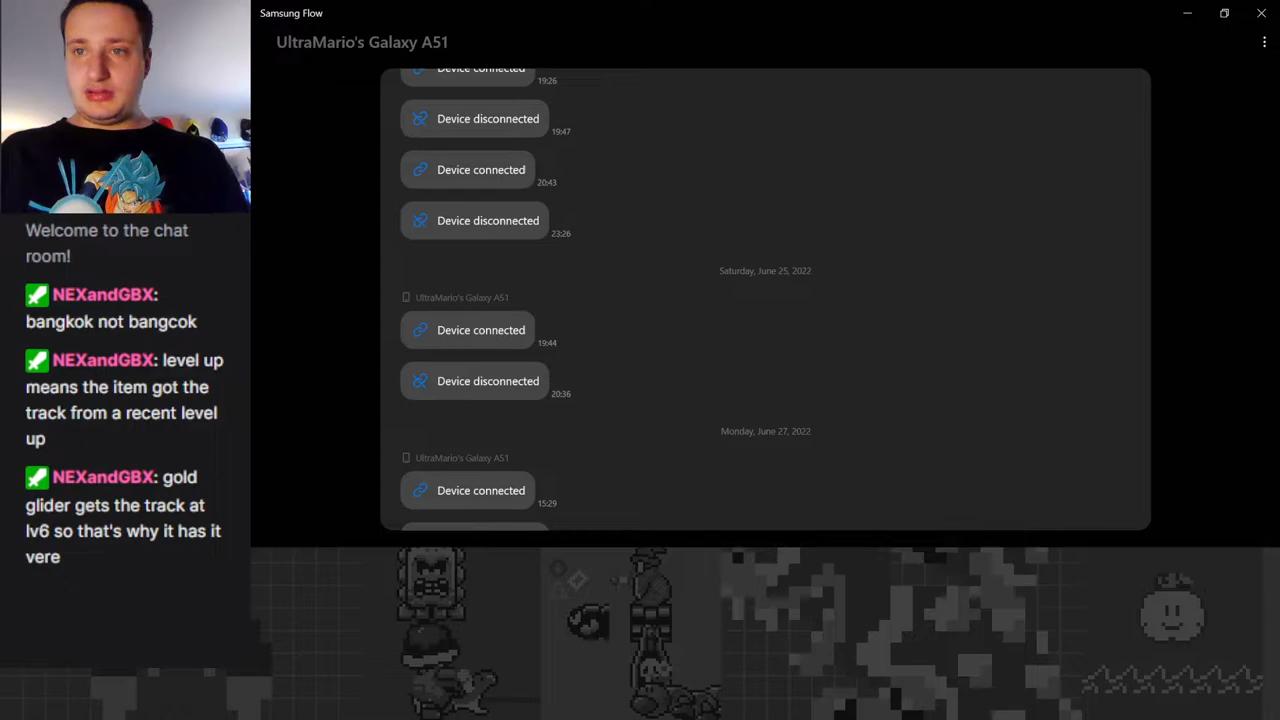 Samsung Flow
UltraMario's Galaxy A51
Device connected
19:26
Device disconnected
19:47
Device connected
20:43
Device disconnected
23:26
Saturday, June 25, 2022
UltraMario's Galaxy A51
Device connected
19:44
Device disconnected
20:36
Monday, June 27, 2022
UltraMario's Galaxy A51
Device connected
15:29
Welcome to the chat
room!
NEXandGBX:
bangkok not bangcok
NEXandGBX: level up
means the item got the
track from a recent level
up
NEXandGBX: gold
glider gets the track at
lv6 so that's why it has it
vere